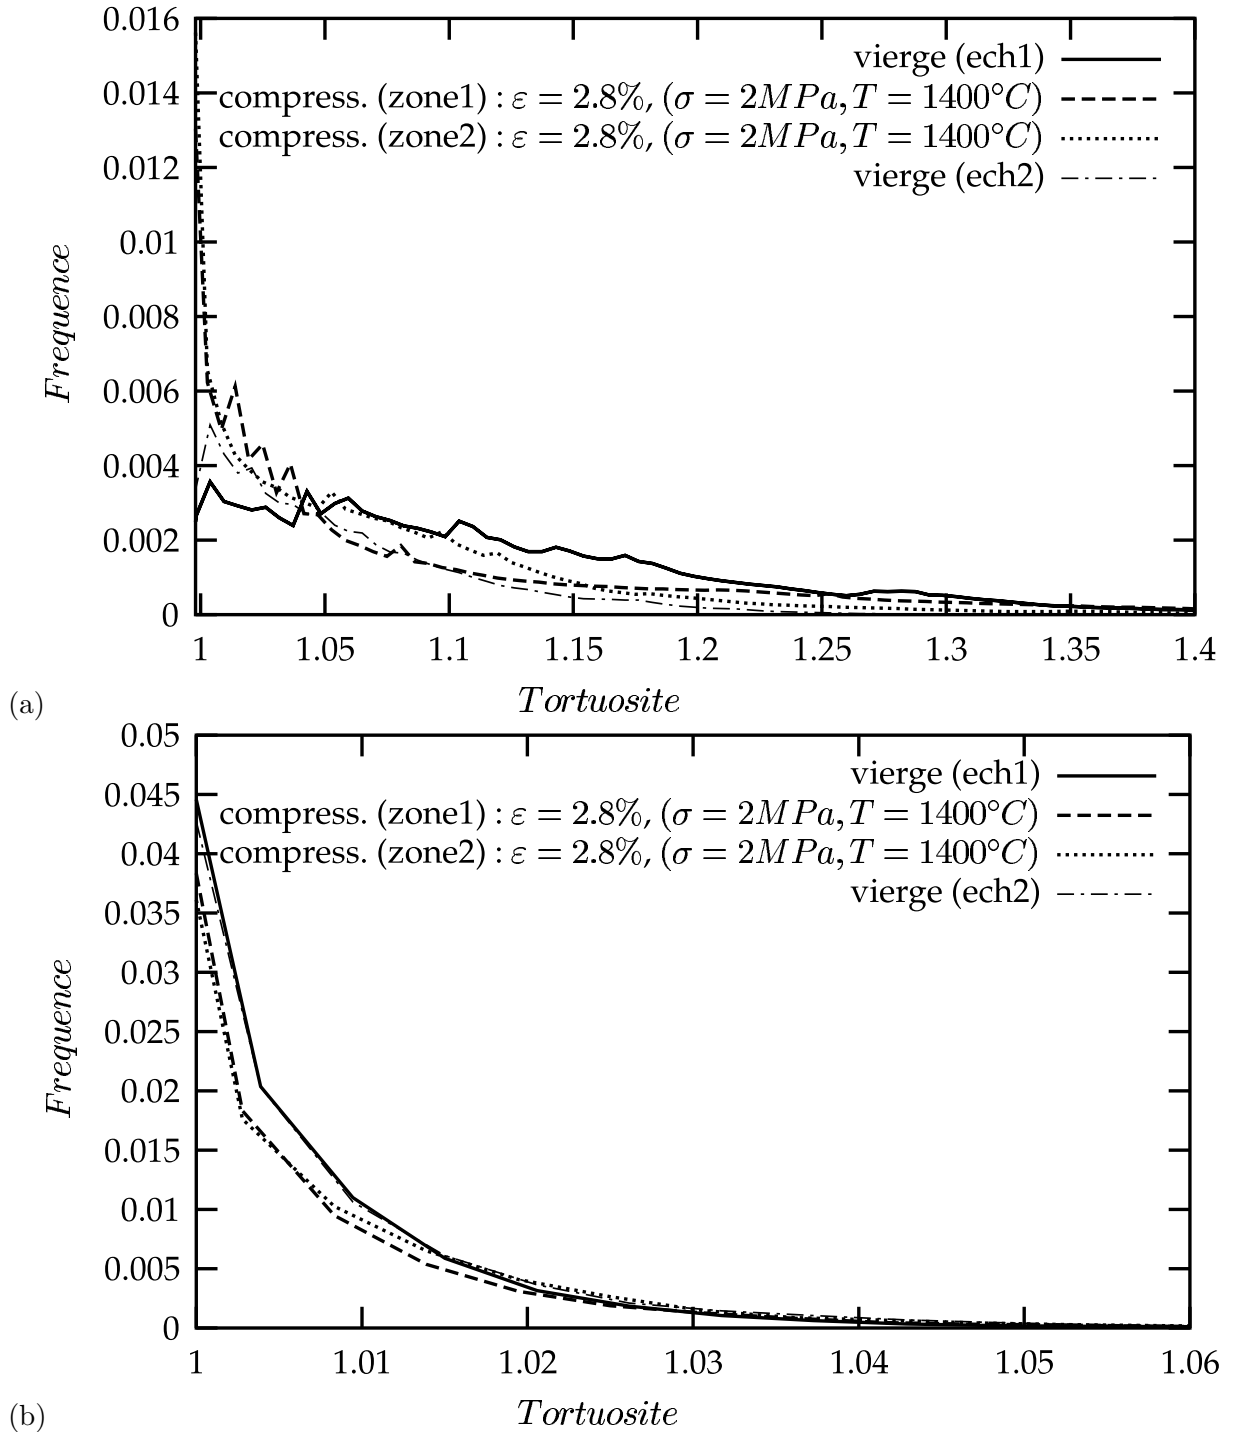 0.016
vierge (ech1)
0.014
compress. (zone1) : ε = 2.8%, (σ = 2MPa, T = 1400°C)
compress. (zone2) : ε = 2.8%, (σ = 2MPa, T = 1400°C)
0.012
vierge (ech2)
0.01
0.008
0.006
0.004
0.002
0
Frequence
1 1.05 1.1 1.15 1.2 1.25 1.3 1.35 1.4
Tortuosite
(a)
0.05
vierge (ech1)
0.045
compress. (zone1) : ε = 2.8%, (σ = 2MPa, T = 1400°C)
0.04
compress. (zone2) : ε = 2.8%, (σ = 2MPa, T = 1400°C)
vierge (ech2)
0.035
0.03
0.025
0.02
0.015
0.01
0.005
0
Frequence
1 1.01 1.02 1.03 1.04 1.05 1.06
Tortuosite
(b)